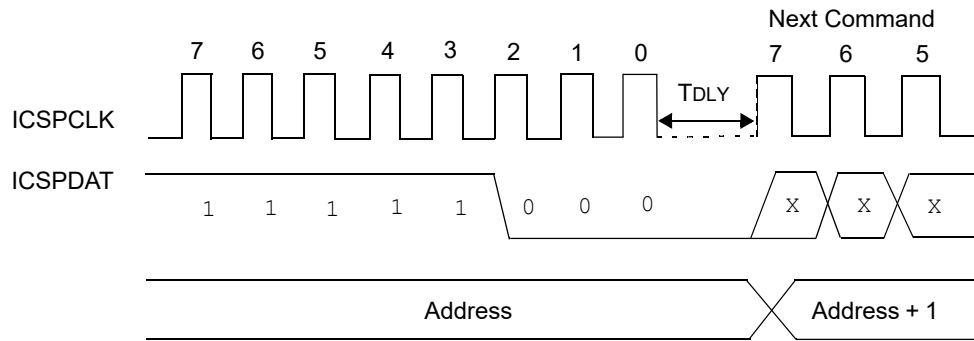 Next Command
7 6 5 4 3 2 1 0 7 6 5
TDLY
ICSPCLK
ICSPDAT
1 1 1 1 1 0 0 0 X X X
Address Address + 1